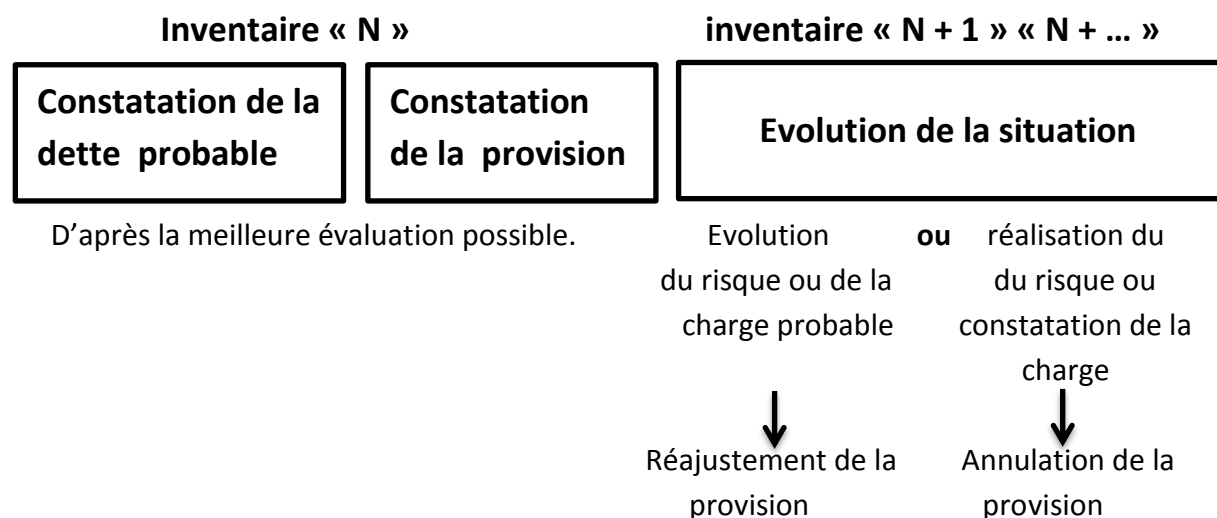 Inventaire « N »
inventaire « N + 1 » « N + … »
Constatation de la
dette probable
Constatation
de la provision
Evolution de la situation
D’après la meilleure évaluation possible.
Evolution
du risque ou de la
charge probable
ou
réalisation du
du risque ou
constatation de la
charge
Réajustement de la
provision
Annulation de la
provision